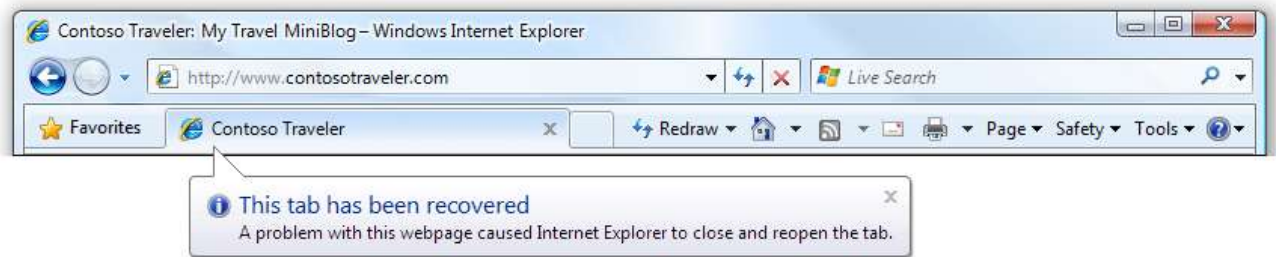 Contoso Traveler: My Travel MiniBlog – Windows Internet Explorer
http://www.contosotraveler.com Live Search
Favorites Contoso Traveler Redraw Page Safety Tools
This tab has been recovered
A problem with this webpage caused Internet Explorer to close and reopen the tab.